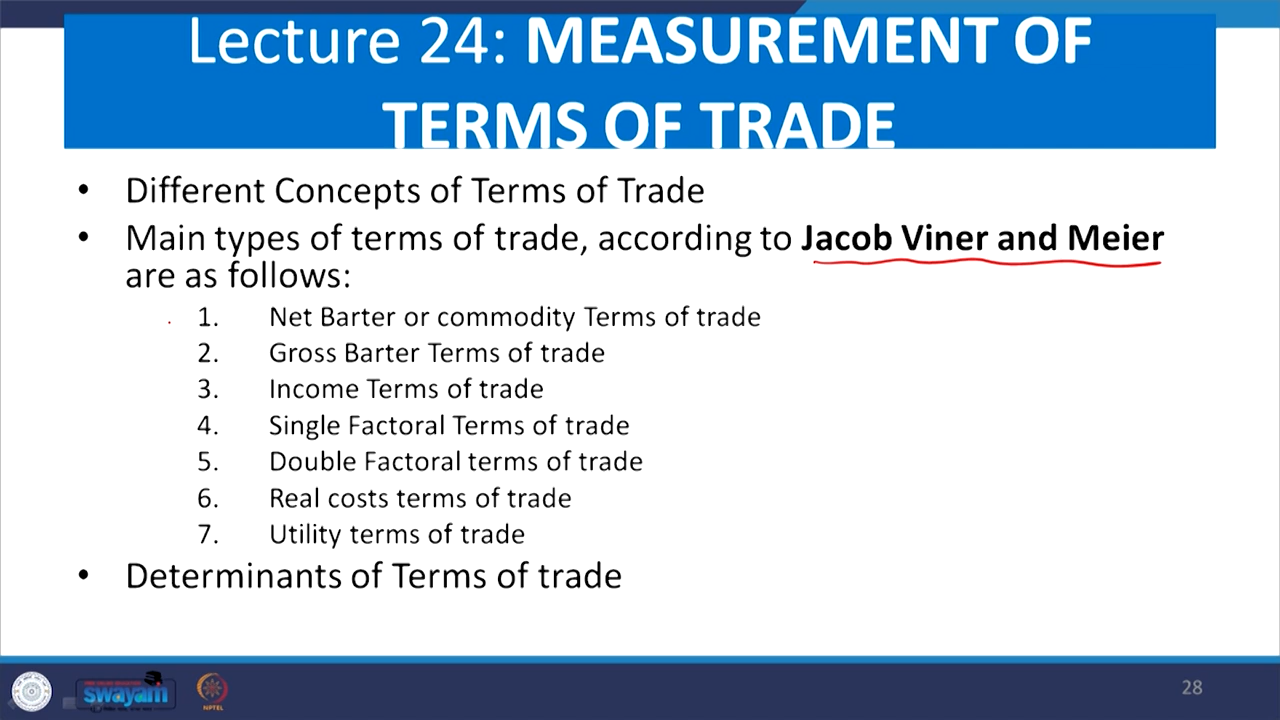 Lecture 24: MEASUREMENT OF
TERMS OF TRADE
• Different Concepts of Terms of Trade
• Main types of terms of trade, according to Jacob Viner and Meier
are as follows:
1. Net Barter or commodity Terms of trade
2. Gross Barter Terms of trade
3. Income Terms of trade
4. Single Factoral Terms of trade
5. Double Factoral terms of trade
6. Real costs terms of trade
7. Utility terms of trade
• Determinants of Terms of trade
swayam
NPTEL
28